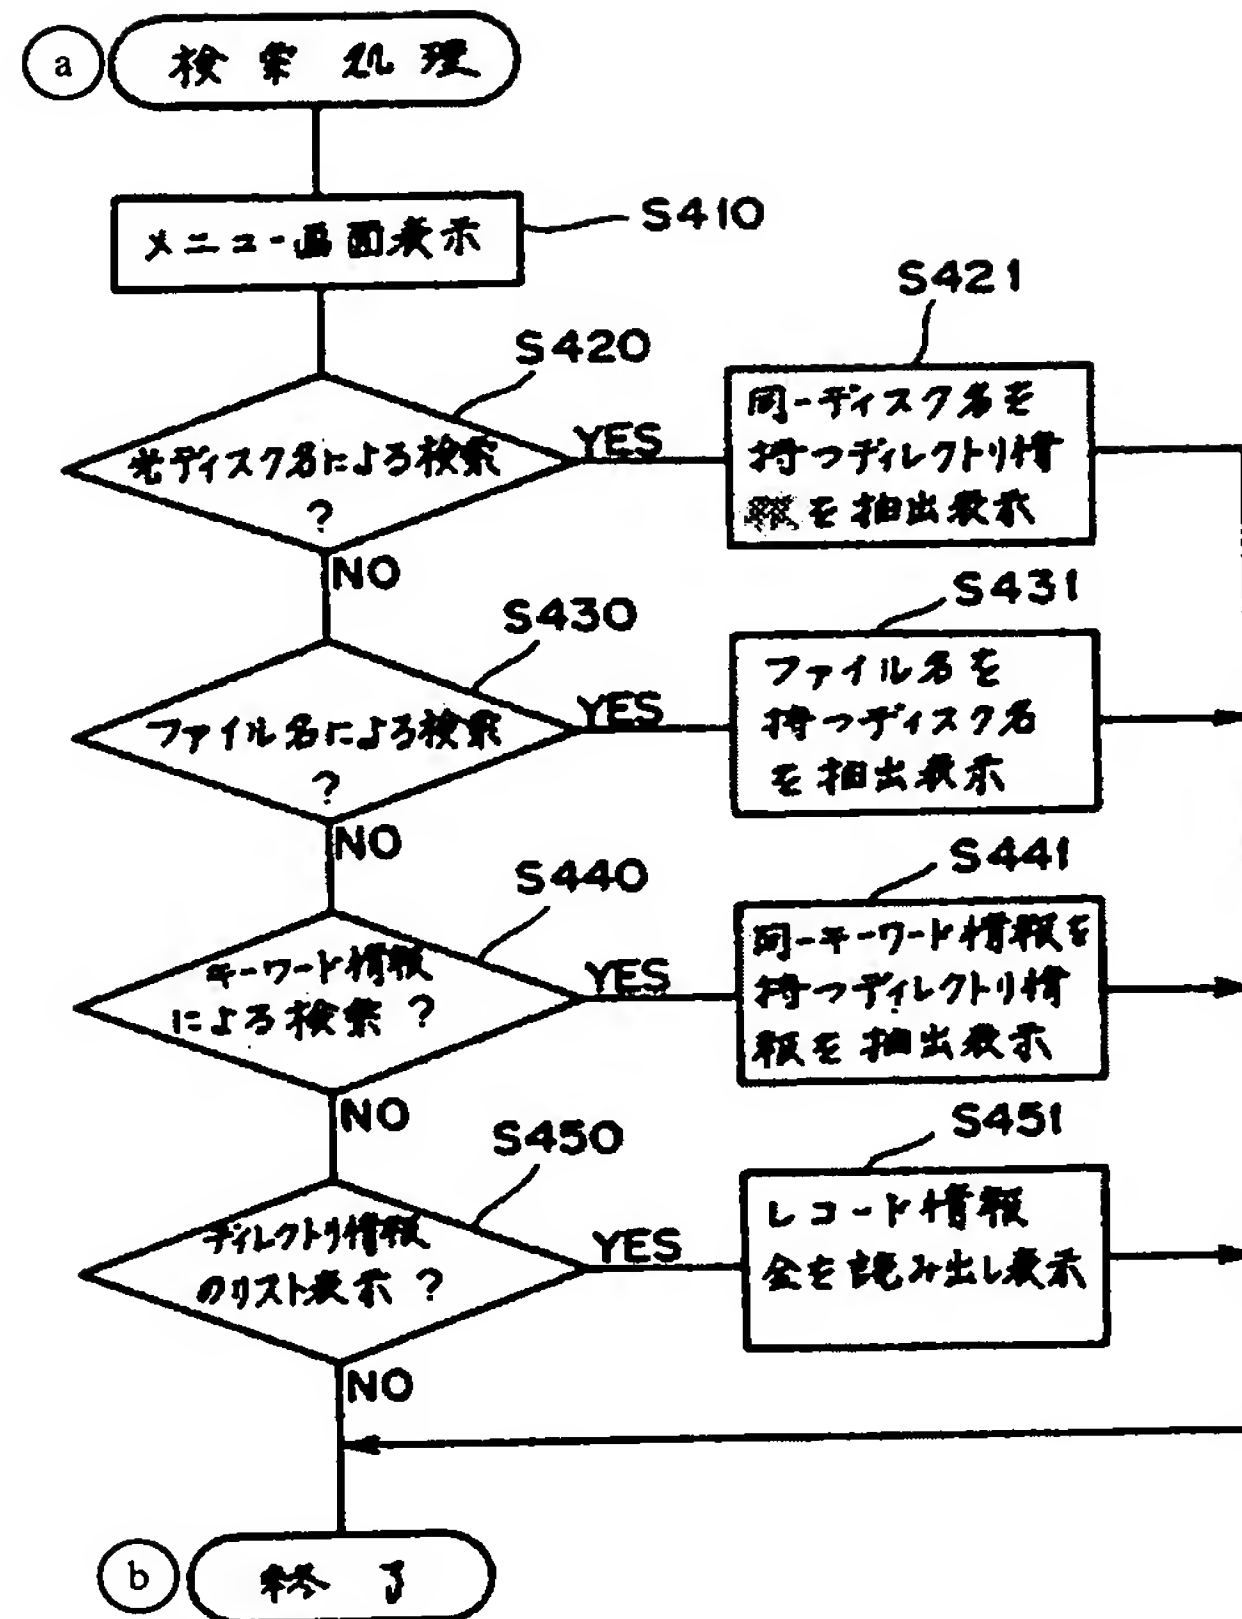 a
検索処理
メニュー画面表示
S410
S420
光ディスク名による検索
?
YES
NO
S421
同一ディスク名を
持つディレクトリ情
報を抽出表示
S430
ファイル名による検索
?
YES
NO
S431
ファイル名を
持つディスク名
を抽出表示
S440
キーワード情報
による検索?
YES
NO
S441
同一キーワード情報を
持つディレクトリ情
報を抽出表示
S450
ディレクトリ情報
のリスト表示?
YES
NO
S451
レコード情報
全を読み出し表示
b
終了